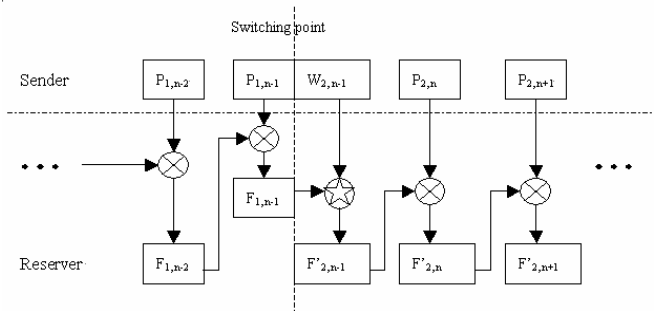 Switching point
Sender
P1,n-2
P1,n-1
W2,n-1
P2,n
P2,n+1
• • •
• • •
F1,n-1
Reserver
F1,n-2
F'2,n-1
F'2,n
F'2,n+1